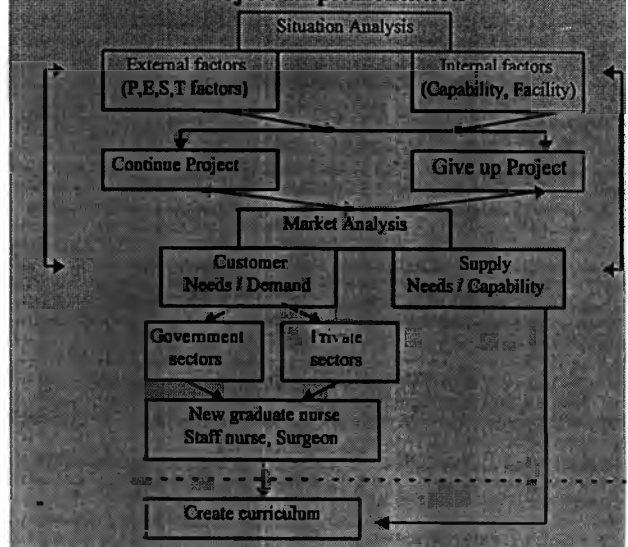 Situation Analysis
External factors
(P,E,S,T factors)
Internal factors
(Capability, Facility)
Continue Project
Give up Project
Market Analysis
Customer
Needs / Demand
Supply
Needs / Capability
Government
sectors
Private
sectors
New graduate nurse
Staff nurse, Surgeon
Create curriculum